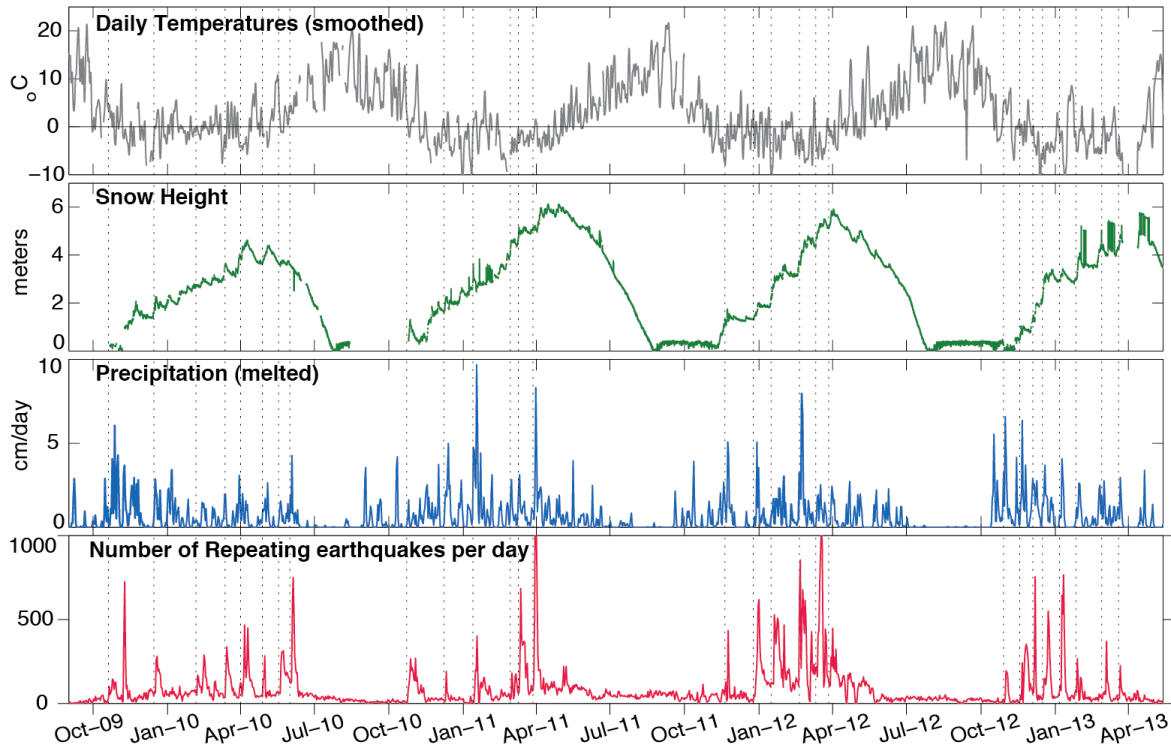 Daily Temperatures (smoothed)
20
10
0
−10
oC
Snow Height
6
4
2
0
meters
Precipitation (melted)
10
5
0
cm/day
Number of Repeating earthquakes per day
1000
500
0
Oct−09 Jan−10 Apr−10 Jul−10 Oct−10 Jan−11 Apr−11 Jul−11 Oct−11 Jan−12 Apr−12 Jul−12 Oct−12 Jan−13 Apr−13